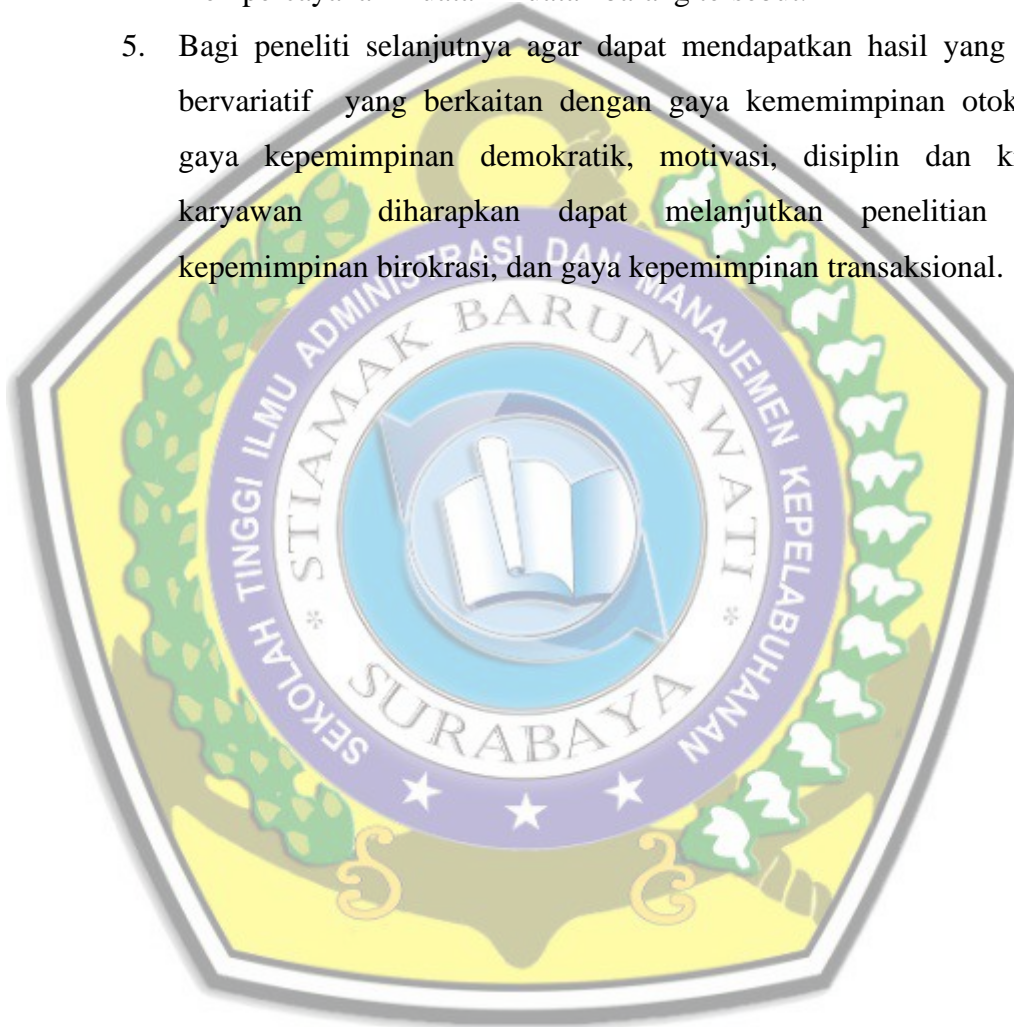 5. Bagi peneliti selanjutnya agar dapat mendapatkan hasil yang
bervariatif yang berkaitan dengan gaya kememimpinan otok
gaya kepemimpinan demokratik, motivasi, disiplin dan k
karyawan diharapkan dapat melanjutkan penelitian
kepemimpinan birokrasi, dan gaya kepemimpinan transaksional.
SEKOLAH TINGGI ILMU ADMINISTRASI DAN MANAJEMEN KEPELABUHANAN
STIAMAK BARUNAWATI
* SURABAYA *